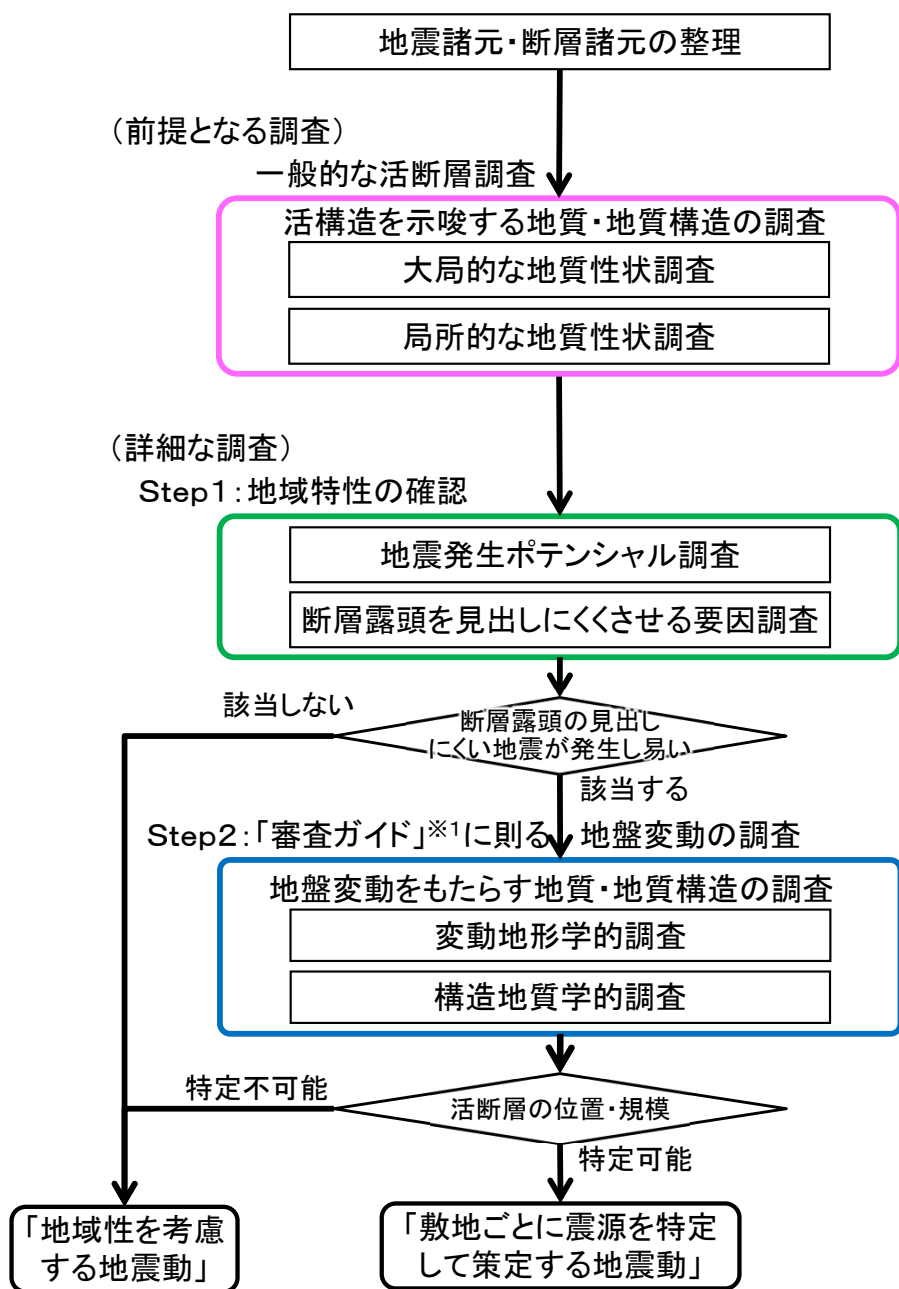 地震諸元・断層諸元の整理
（前提となる調査）
一般的な活断層調査
活構造を示唆する地質・地質構造の調査
大局的な地質性状調査
局所的な地質性状調査
（詳細な調査）
Step1：地域特性の確認
地震発生ポテンシャル調査
断層露頭を見出しにくくさせる要因調査
該当しない
断層露頭の見出し
にくい地震が発生し易い
該当する
Step2：「審査ガイド」※1に則る 地盤変動の調査
地盤変動をもたらす地質・地質構造の調査
変動地形学的調査
構造地質学的調査
特定不可能
活断層の位置・規模
特定可能
「地域性を考慮
する地震動」
「敷地ごとに震源を特定
して策定する地震動」